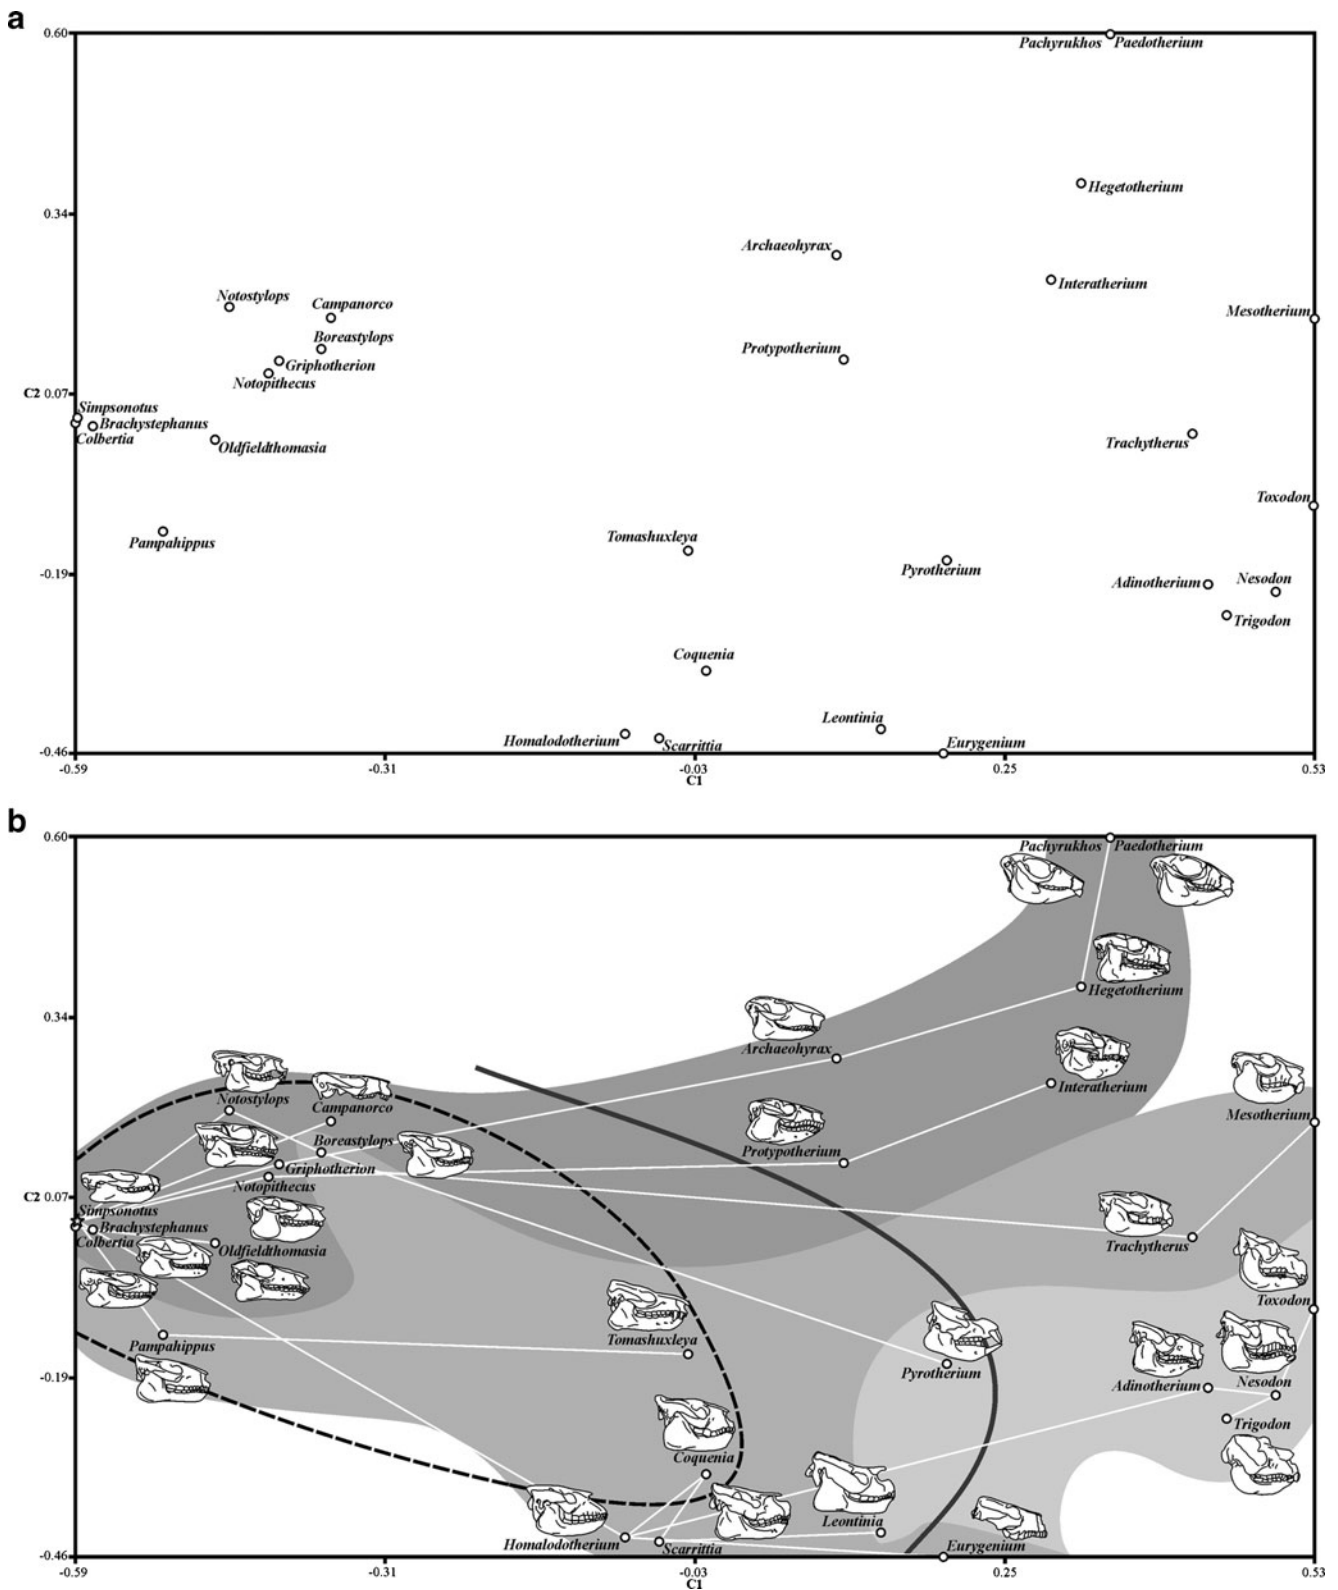 a
0.60
Pachyrukhos Paedotherium
Hegetotherium
0.34
Archaeohyrax
Interatherium
Notostylops
Campanorco
Mesotherium
Boreastylops
Protypotherium
Griphotherion
Notopithecus
C2 0.07
Simpsonotus
Brachystephanus
Colbertia
Oldfieldthomasia
Trachytherus
Toxodon
Pampahippus
Tomashuxleya
Pyrotherium
-0.19
Adinotherium
Nesodon
Trigodon
Coquenia
Leontinia
Homalodotherium
Scarrittia
Eurygenium
-0.46
-0.59
-0.31
-0.03
0.25
0.53
C1
b
0.60
Pachyrukhos Paedotherium
Hegetotherium
0.34
Archaeohyrax
Interatherium
Notostylops
Campanorco
Mesotherium
Boreastylops
Protypotherium
Griphotherion
Notopithecus
C2 0.07
Simpsonotus
Brachystephanus
Colbertia
Oldfieldthomasia
Trachytherus
Toxodon
Pampahippus
Tomashuxleya
Pyrotherium
-0.19
Adinotherium
Nesodon
Trigodon
Coquenia
Leontinia
Homalodotherium
Scarrittia
Eurygenium
-0.46
-0.59
-0.31
-0.03
0.25
0.53
C1